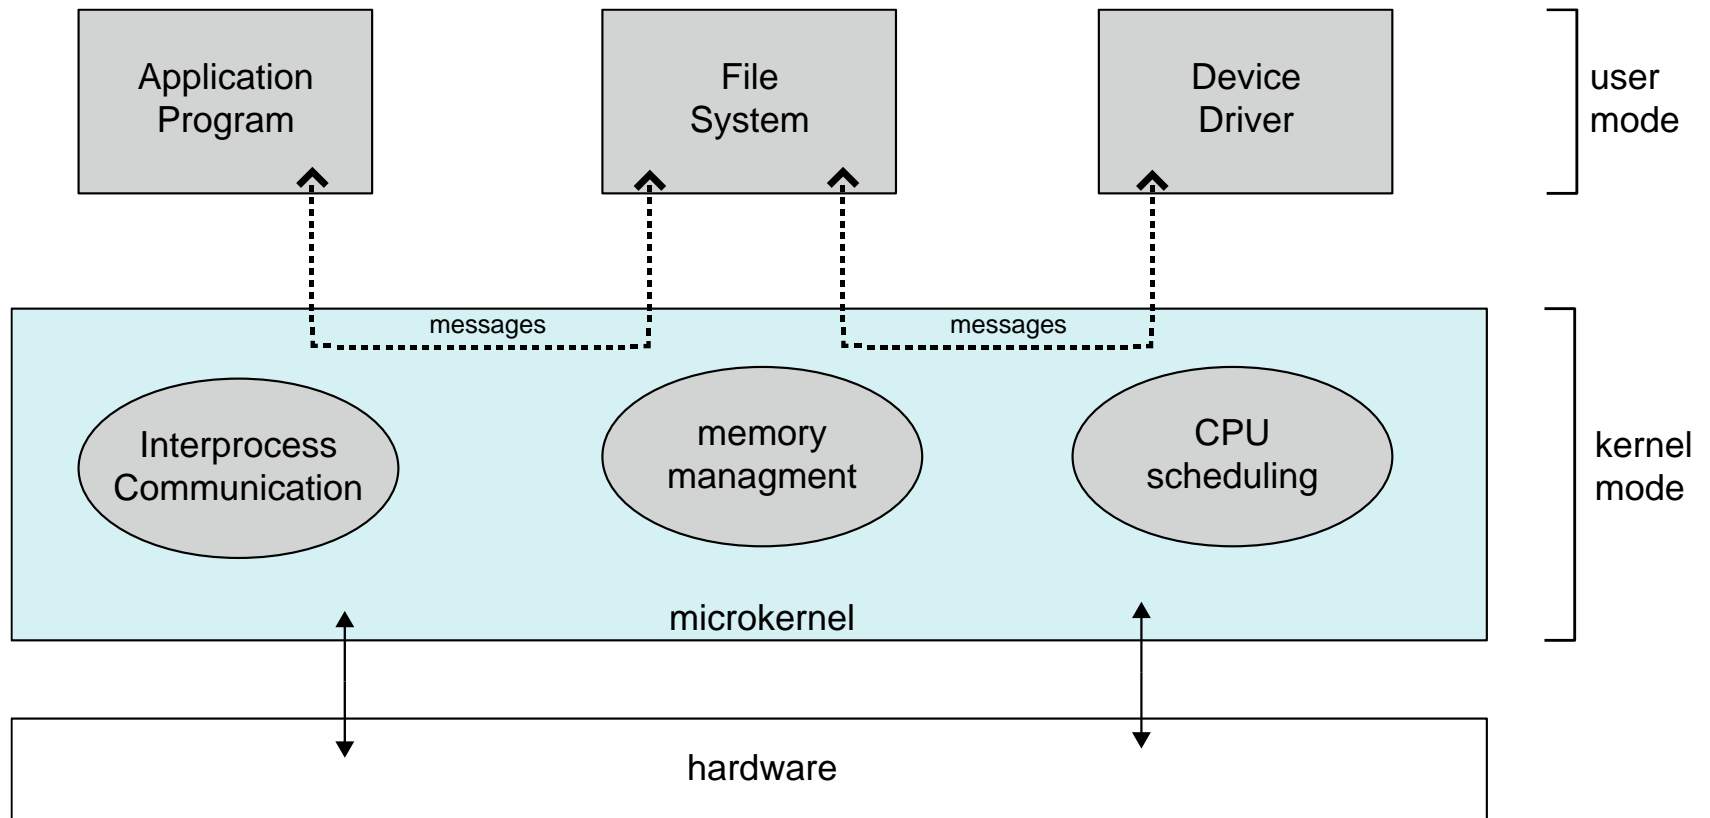 Application
Program
File
System
Device
Driver
user
mode
messages
messages
Interprocess
Communication
memory
managment
CPU
scheduling
kernel
mode
microkernel
hardware